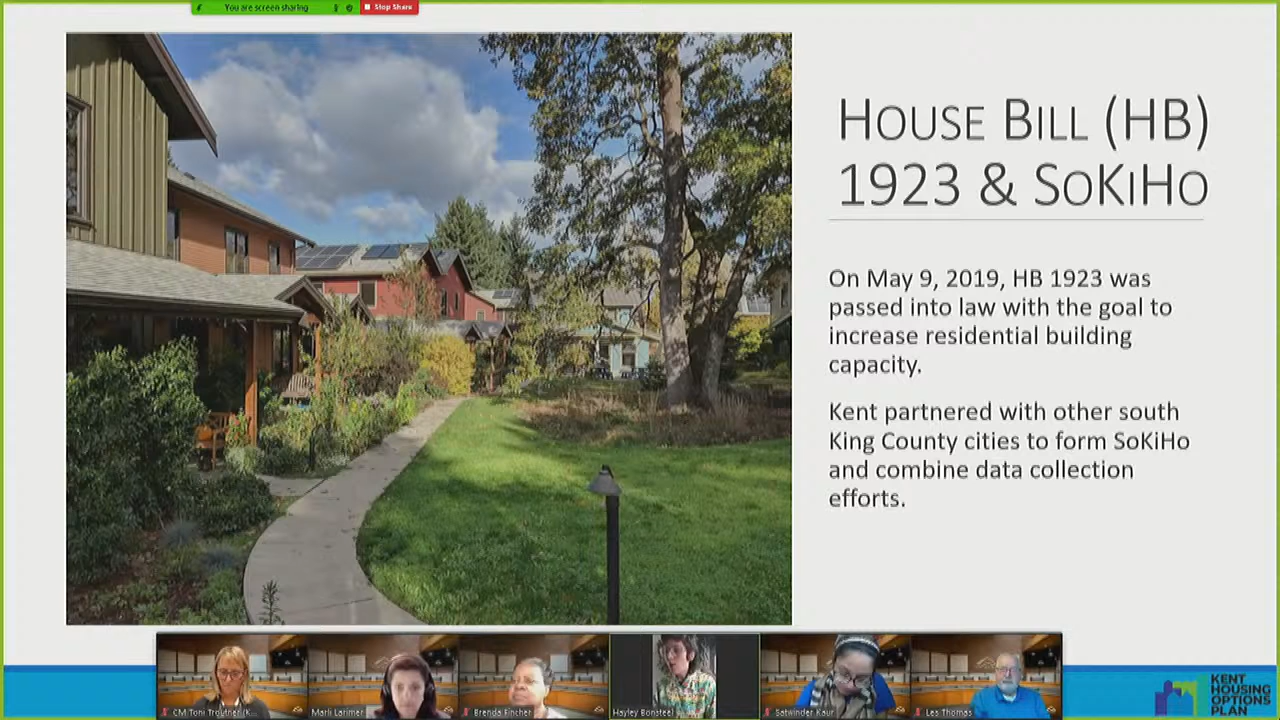 You are screen sharing
Stop Share
HOUSE BILL (HB)
1923 & SOKIHO
On May 9, 2019, HB 1923 was
passed into law with the goal to
increase residential building
capacity.
Kent partnered with other south
King County cities to form SoKiHo
and combine data collection
efforts.
CM Toni Troutner (K...
Marli Larimer
Brenda Fincher
Hayley Bonsteel
Satwinder Kaur
Les Thomas
KENT
HOUSING
OPTIONS
PLAN